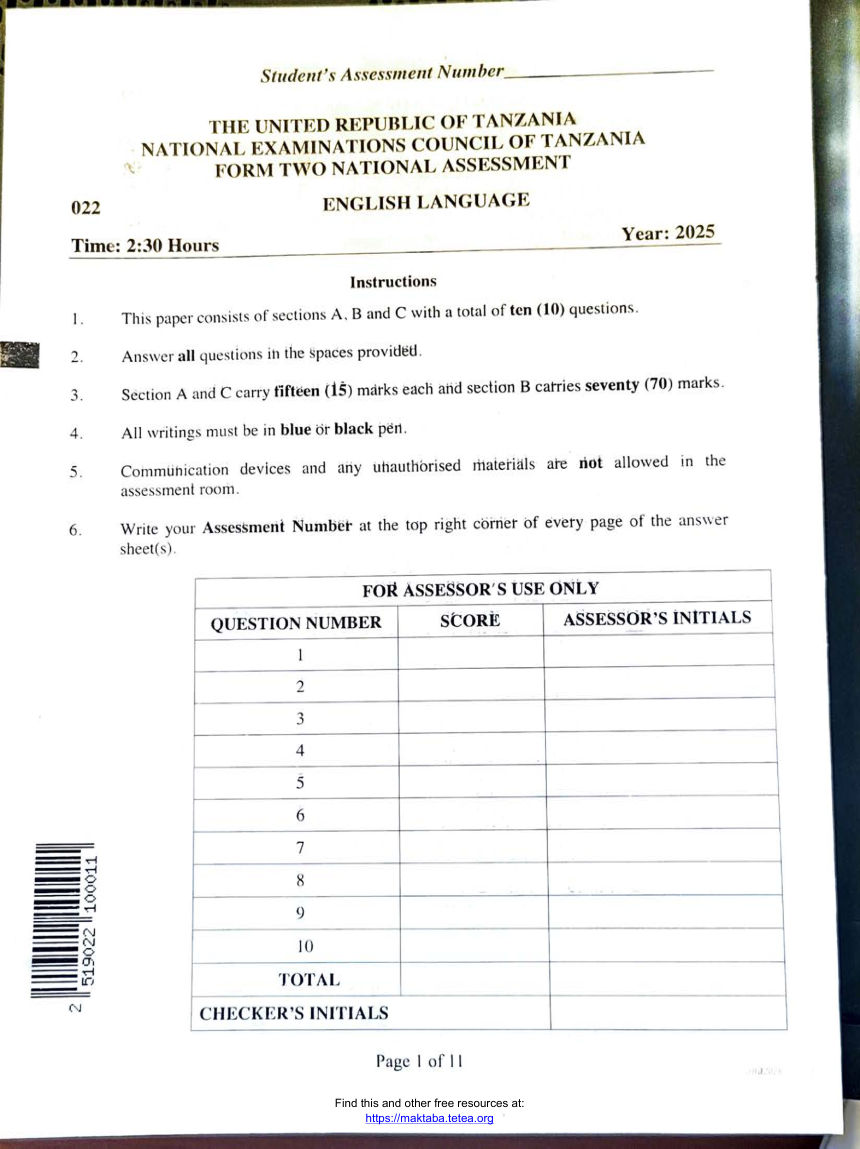 Student's Assessment Number
THE UNITED REPUBLIC OF TANZANIA
NATIONAL EXAMINATIONS COUNCIL OF TANZANIA
FORM TWO NATIONAL ASSESSMENT
022 ENGLISH LANGUAGE
Time: 2:30 Hours Year: 2025
Instructions
1. This paper consists of sections A, B and C with a total of ten (10) questions.
2. Answer all questions in the spaces provided.
3. Section A and C carry fifteen (15) marks each and section B carries seventy (70) marks.
4. All writings must be in blue or black pen.
5. Communication devices and any unauthorised materials are not allowed in the
assessment room.
6. Write your Assessment Number at the top right corner of every page of the answer
sheet(s).
FOR ASSESSOR'S USE ONLY
QUESTION NUMBER SCORE ASSESSOR'S INITIALS
1
2
3
4
5
6
7
8
9
10
TOTAL
CHECKER'S INITIALS
2 519022 100011
Page 1 of 11
Find this and other free resources at:
https://maktaba.tetea.org